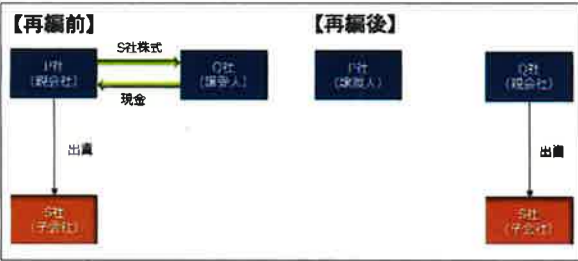 【再編前】
【再編後】
S社株式
P社
(親会社)
Q社
(譲受人)
現金
P社
(譲渡人)
Q社
(親会社)
出資
出資
S社
(子会社)
S社
(子会社)